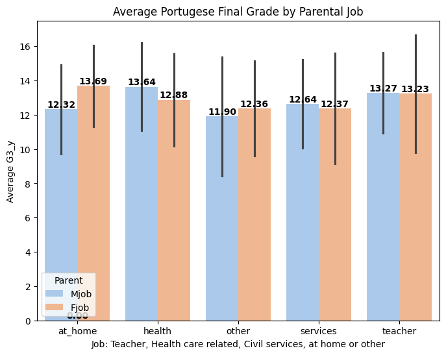 Average Portugese Final Grade by Parental Job
Average G3_y
16
14
12
10
8
6
4
2
0
12.32
13.69
13.64
12.88
11.90
12.36
12.64
12.37
13.27
13.23
Parent
Mjob
Fjob
0.00
at_home
health
other
services
teacher
Job: Teacher, Health care related, Civil services, at home or other